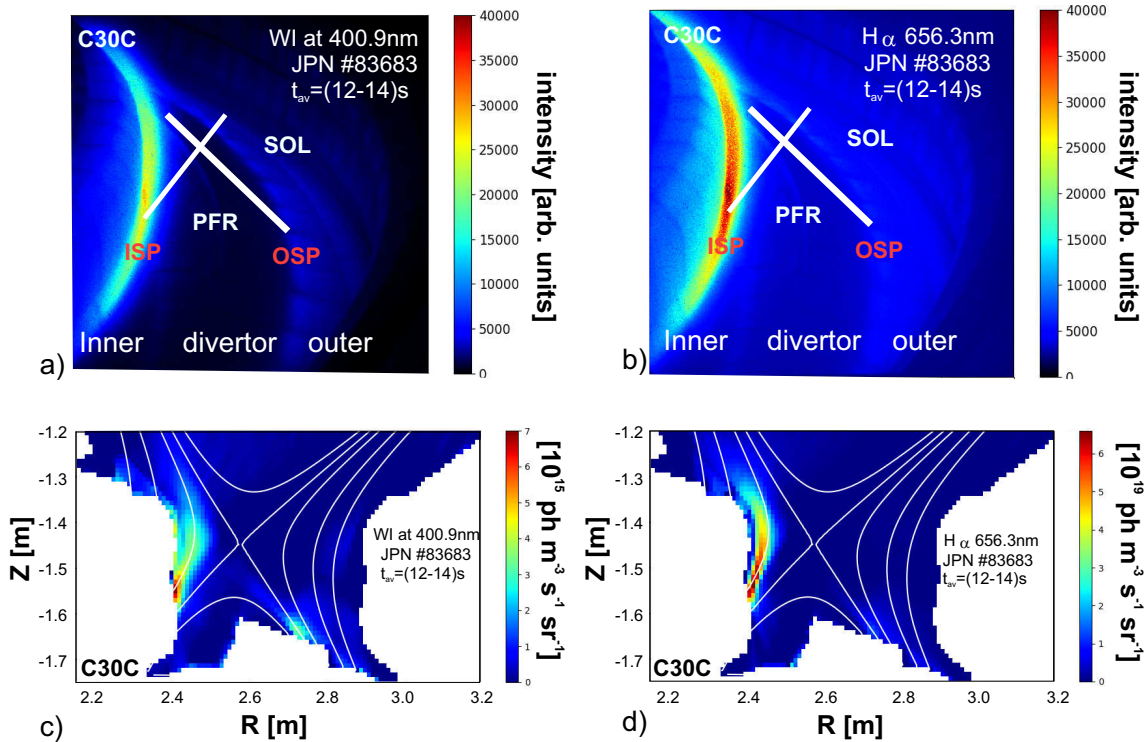 C30C
WI at 400.9nm
JPN #83683
t_av=(12-14)s
SOL
PFR
ISP
OSP
Inner divertor outer
a)
40000
35000
30000
25000
20000
15000
10000
5000
0
intensity [arb. units]
C30C
H α 656.3nm
JPN #83683
t_av=(12-14)s
SOL
PFR
ISP
OSP
Inner divertor outer
b)
40000
35000
30000
25000
20000
15000
10000
5000
0
intensity [arb. units]
-1.2
-1.3
-1.4
-1.5
-1.6
-1.7
Z [m]
WI at 400.9nm
JPN #83683
t_av=(12-14)s
C30C
2.2 2.4 2.6 2.8 3.0 3.2
R [m]
c)
7
6
5
4
3
2
1
0
[10^15 ph m^-3 s^-1 sr^-1]
-1.2
-1.3
-1.4
-1.5
-1.6
-1.7
Z [m]
H α 656.3nm
JPN #83683
t_av=(12-14)s
C30C
2.2 2.4 2.6 2.8 3.0 3.2
R [m]
d)
6
5
4
3
2
1
0
[10^19 ph m^-3 s^-1 sr^-1]